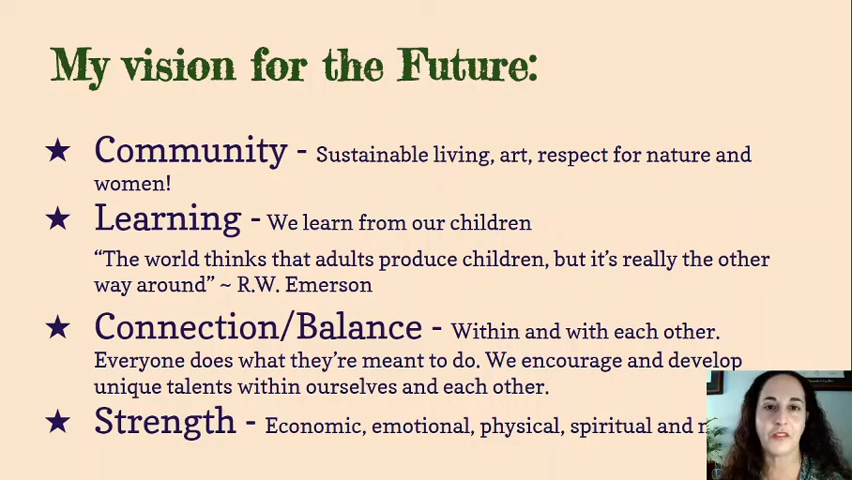 My vision for the Future:
★ Community - Sustainable living, art, respect for nature and
women!
★ Learning - We learn from our children
“The world thinks that adults produce children, but it’s really the other
way around” ~ R.W. Emerson
★ Connection/Balance - Within and with each other.
Everyone does what they’re meant to do. We encourage and develop
unique talents within ourselves and each other.
★ Strength - Economic, emotional, physical, spiritual and